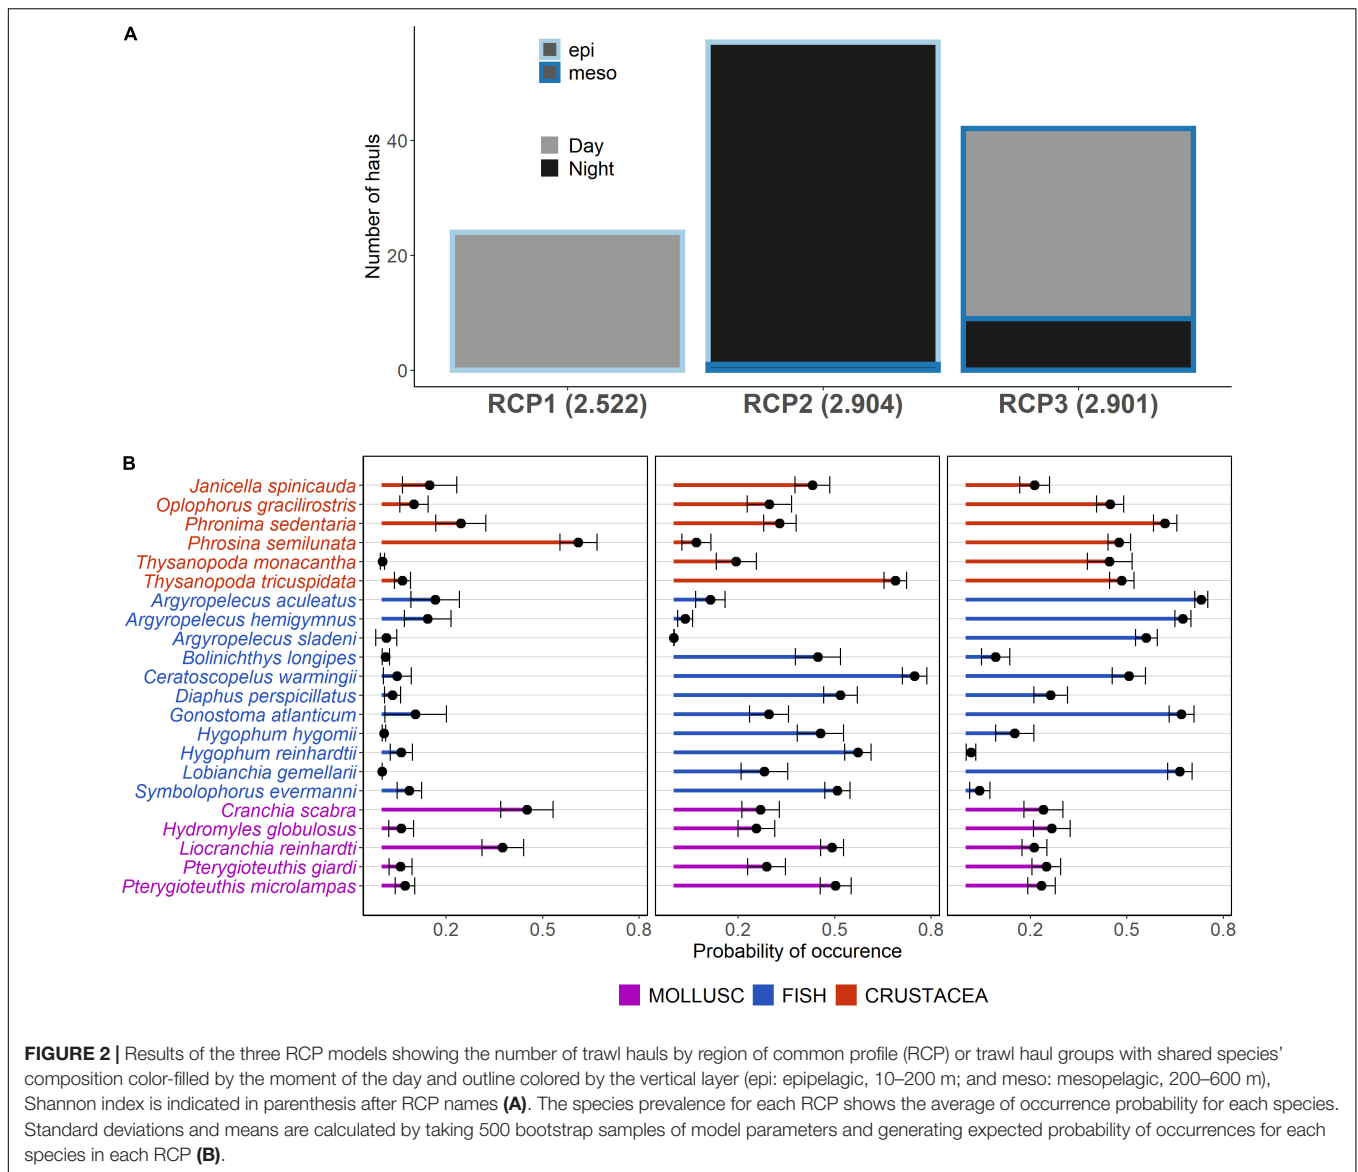 A
epi
meso
Day
Night
Number of hauls
40
20
0
RCP1 (2.522)
RCP2 (2.904)
RCP3 (2.901)
B
Janicella spinicauda
Oplophorus gracilirostris
Phronima sedentaria
Phrosina semilunata
Thysanopoda monacantha
Thysanopoda tricuspidata
Argyropelecus aculeatus
Argyropelecus hemigymnus
Argyropelecus sladeni
Bolinichthys longipes
Ceratoscopelus warmingii
Diaphus perspicillatus
Gonostoma atlanticum
Hygophum hygomii
Hygophum reinhardtii
Lobianchia gemellarii
Symbolophorus evermanni
Cranchia scabra
Hydromyles globulosus
Liocranchia reinhardti
Pterygioteuthis giardi
Pterygioteuthis microlampas
0.2 0.5 0.8 0.2 0.5 0.8 0.2 0.5 0.8
Probability of occurence
MOLLUSC FISH CRUSTACEA
FIGURE 2 | Results of the three RCP models showing the number of trawl hauls by region of common profile (RCP) or trawl haul groups with shared species'
composition color-filled by the moment of the day and outline colored by the vertical layer (epi: epipelagic, 10–200 m; and meso: mesopelagic, 200–600 m),
Shannon index is indicated in parenthesis after RCP names (A). The species prevalence for each RCP shows the average of occurrence probability for each species.
Standard deviations and means are calculated by taking 500 bootstrap samples of model parameters and generating expected probability of occurrences for each
species in each RCP (B).